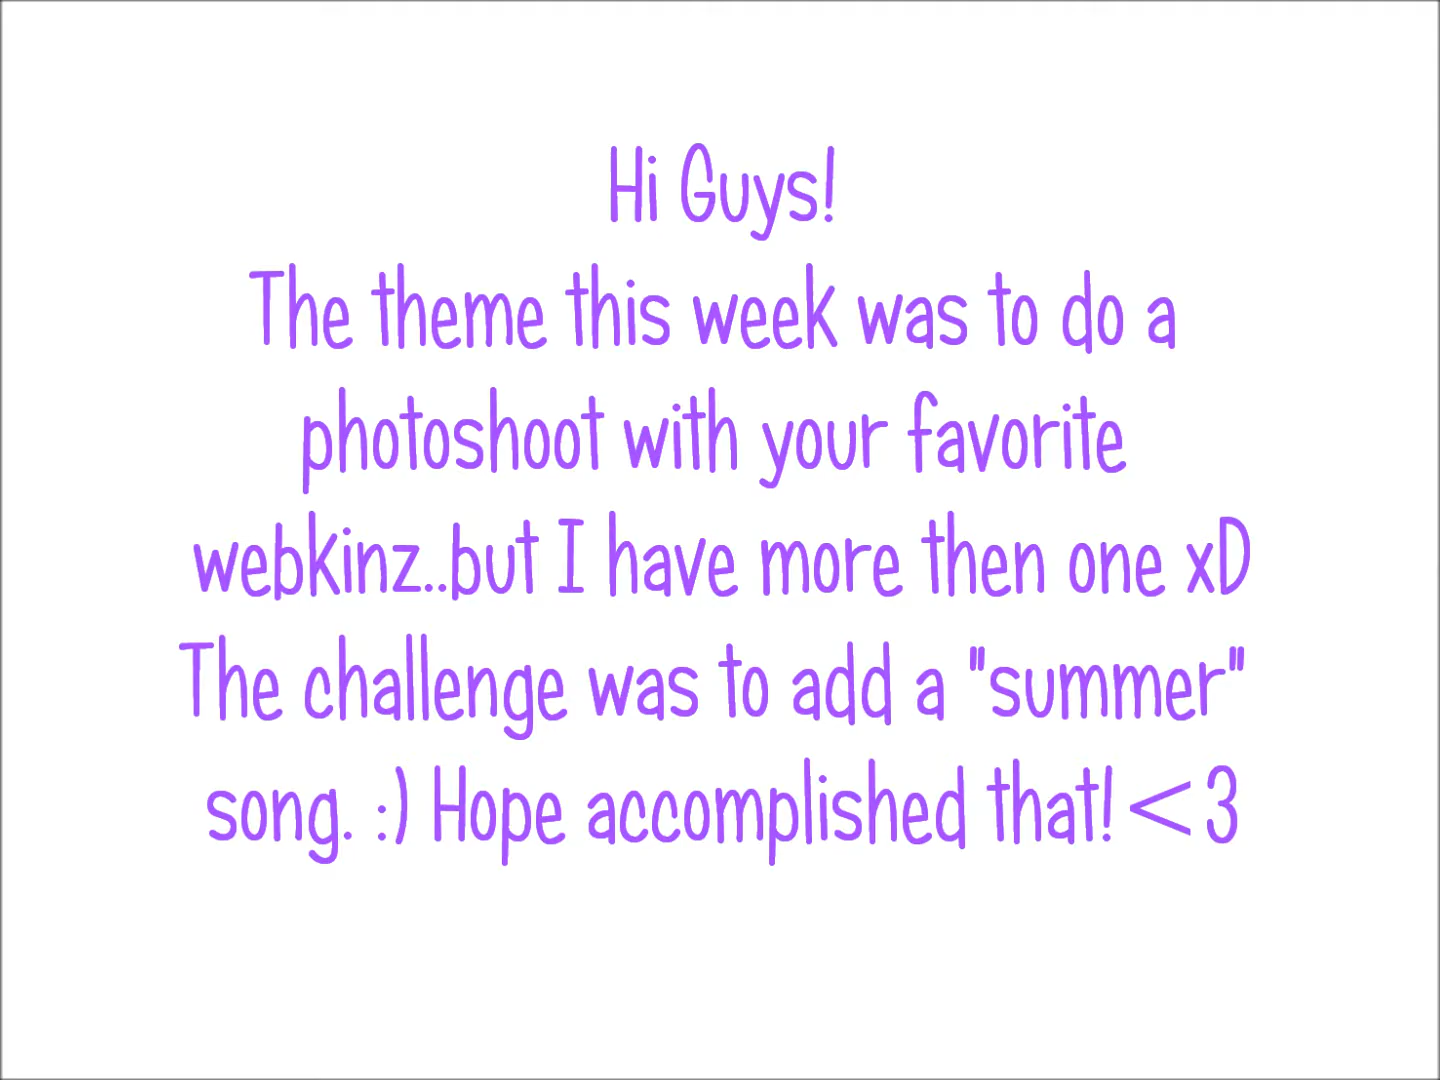 Hi Guys!
The theme this week was to do a
photoshoot with your favorite
webkinz..but I have more then one xD
The challenge was to add a "summer"
song. :) Hope accomplished that! <3